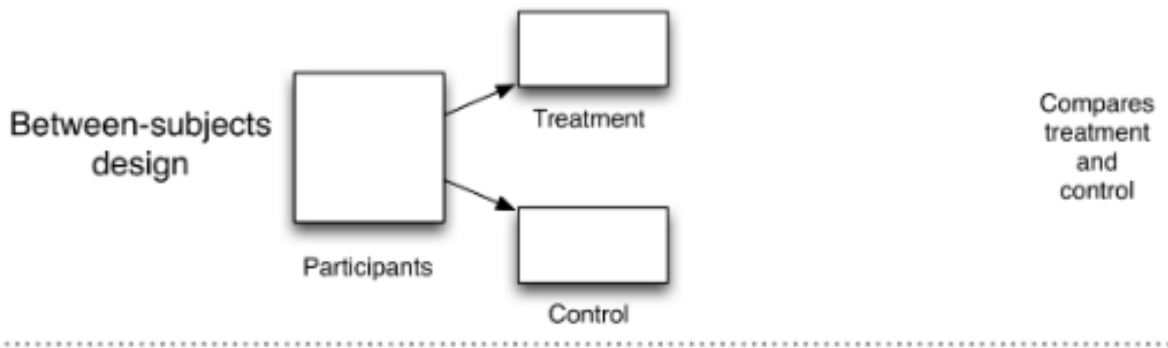 Between-subjects
design
Participants
Treatment
Control
Compares
treatment
and
control